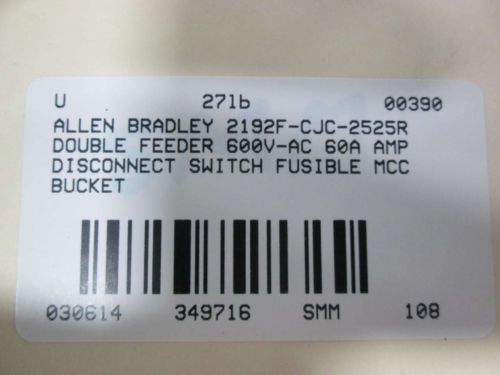 U 27lb 00390
ALLEN BRADLEY 2192F-CJC-2525R
DOUBLE FEEDER 600V-AC 60A AMP
DISCONNECT SWITCH FUSIBLE MCC
BUCKET
030614 349716 SMM 108